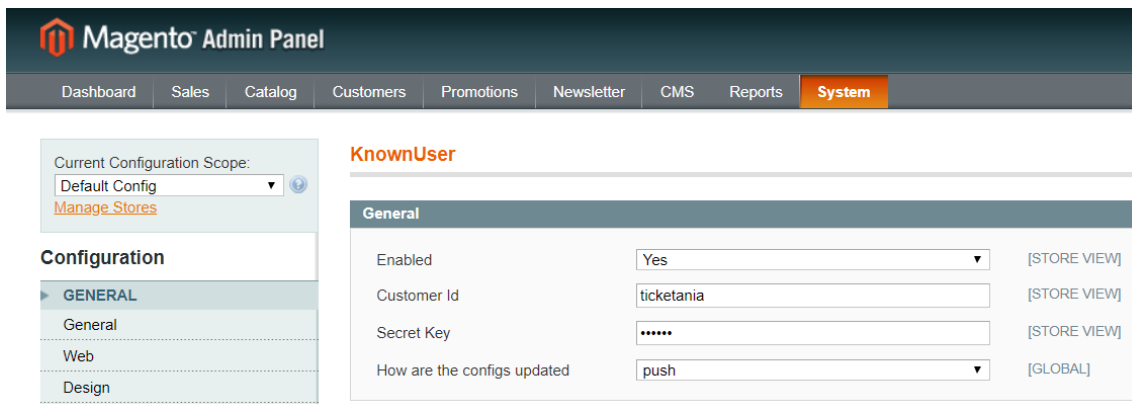 Magento Admin Panel
Dashboard Sales Catalog Customers Promotions Newsletter CMS Reports System
Current Configuration Scope:
Default Config
Manage Stores
Configuration
GENERAL
General
Web
Design
KnownUser
General
Enabled Yes [STORE VIEW]
Customer Id ticketania [STORE VIEW]
Secret Key •••••• [STORE VIEW]
How are the configs updated push [GLOBAL]